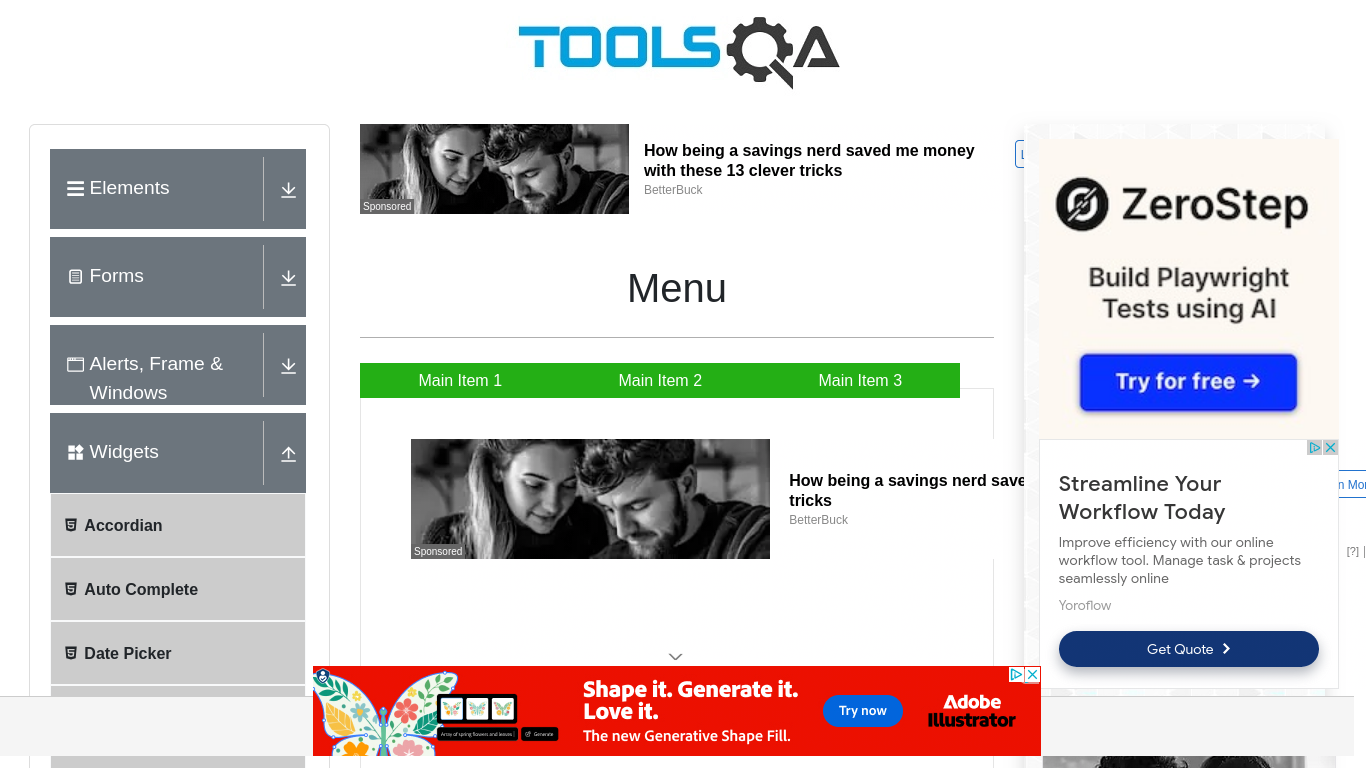 TOOLSQA
Elements
Forms
Alerts, Frame &
Windows
Widgets
Accordian
Auto Complete
Date Picker
How being a savings nerd saved me money
with these 13 clever tricks
BetterBuck
Sponsored
Menu
Main Item 1
Main Item 2
Main Item 3
How being a savings nerd save
tricks
BetterBuck
Sponsored
ZeroStep
Build Playwright
Tests using AI
Try for free →
Streamline Your
Workflow Today
Improve efficiency with our online
workflow tool. Manage task & projects
seamlessly online
Yoroflow
Get Quote
n Mor
[?]
Shape it. Generate it.
Love it.
The new Generative Shape Fill.
Array of spring flowers and leaves
Generate
Try now
Adobe
Illustrator